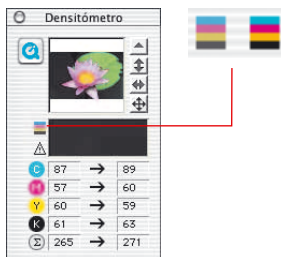 Densitómetro
C 87 → 89
M 57 → 60
Y 60 → 59
K 61 → 63
Σ 265 → 271